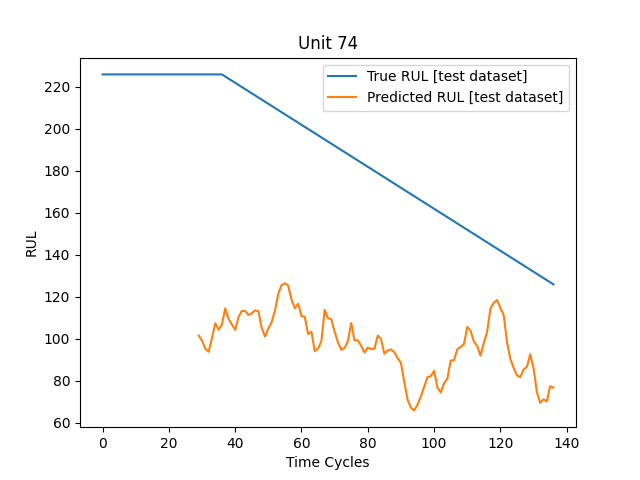 Unit 74
True RUL [test dataset]
Predicted RUL [test dataset]
220
200
180
160
140
120
100
80
60
RUL
0 20 40 60 80 100 120 140
Time Cycles